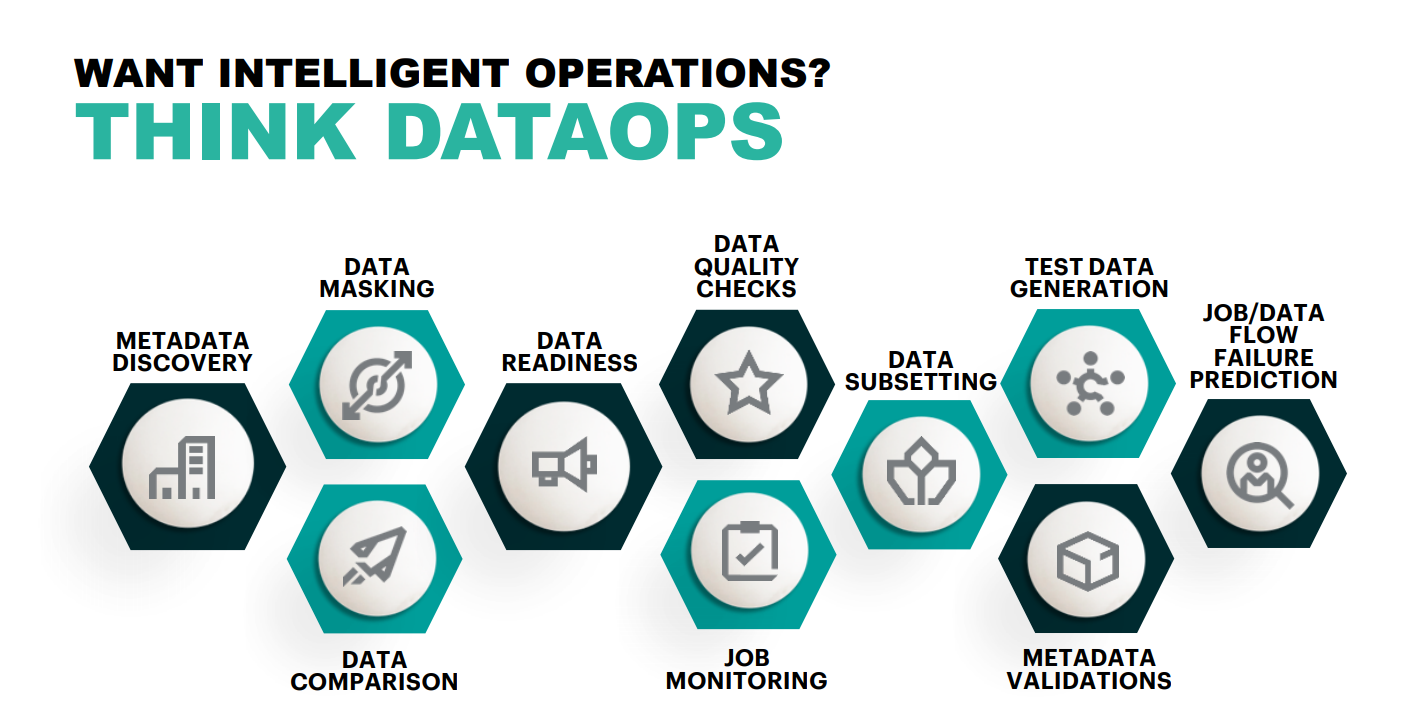 WANT INTELLIGENT OPERATIONS?
THINK DATAOPS
METADATA
DISCOVERY
DATA
MASKING
DATA
COMPARISON
DATA
READINESS
DATA
QUALITY
CHECKS
JOB
MONITORING
DATA
SUBSETTING
TEST DATA
GENERATION
METADATA
VALIDATIONS
JOB/DATA
FLOW
FAILURE
PREDICTION